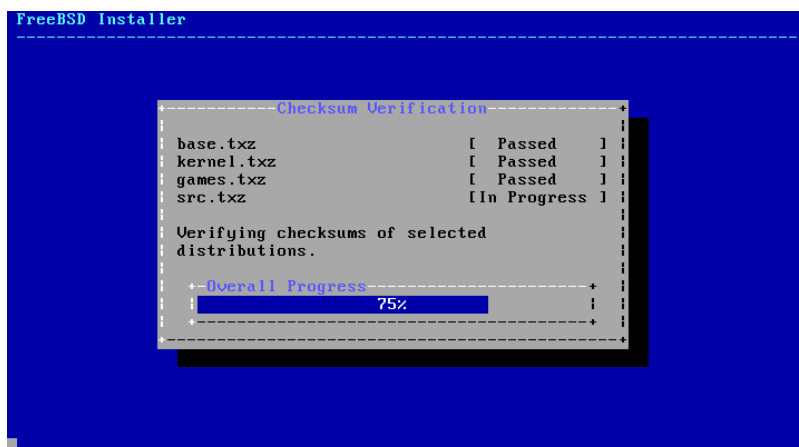 FreeBSD Installer
Checksum Verification
base.txz [ Passed ]
kernel.txz [ Passed ]
games.txz [ Passed ]
src.txz [In Progress ]
Verifying checksums of selected
distributions.
Overall Progress
75%